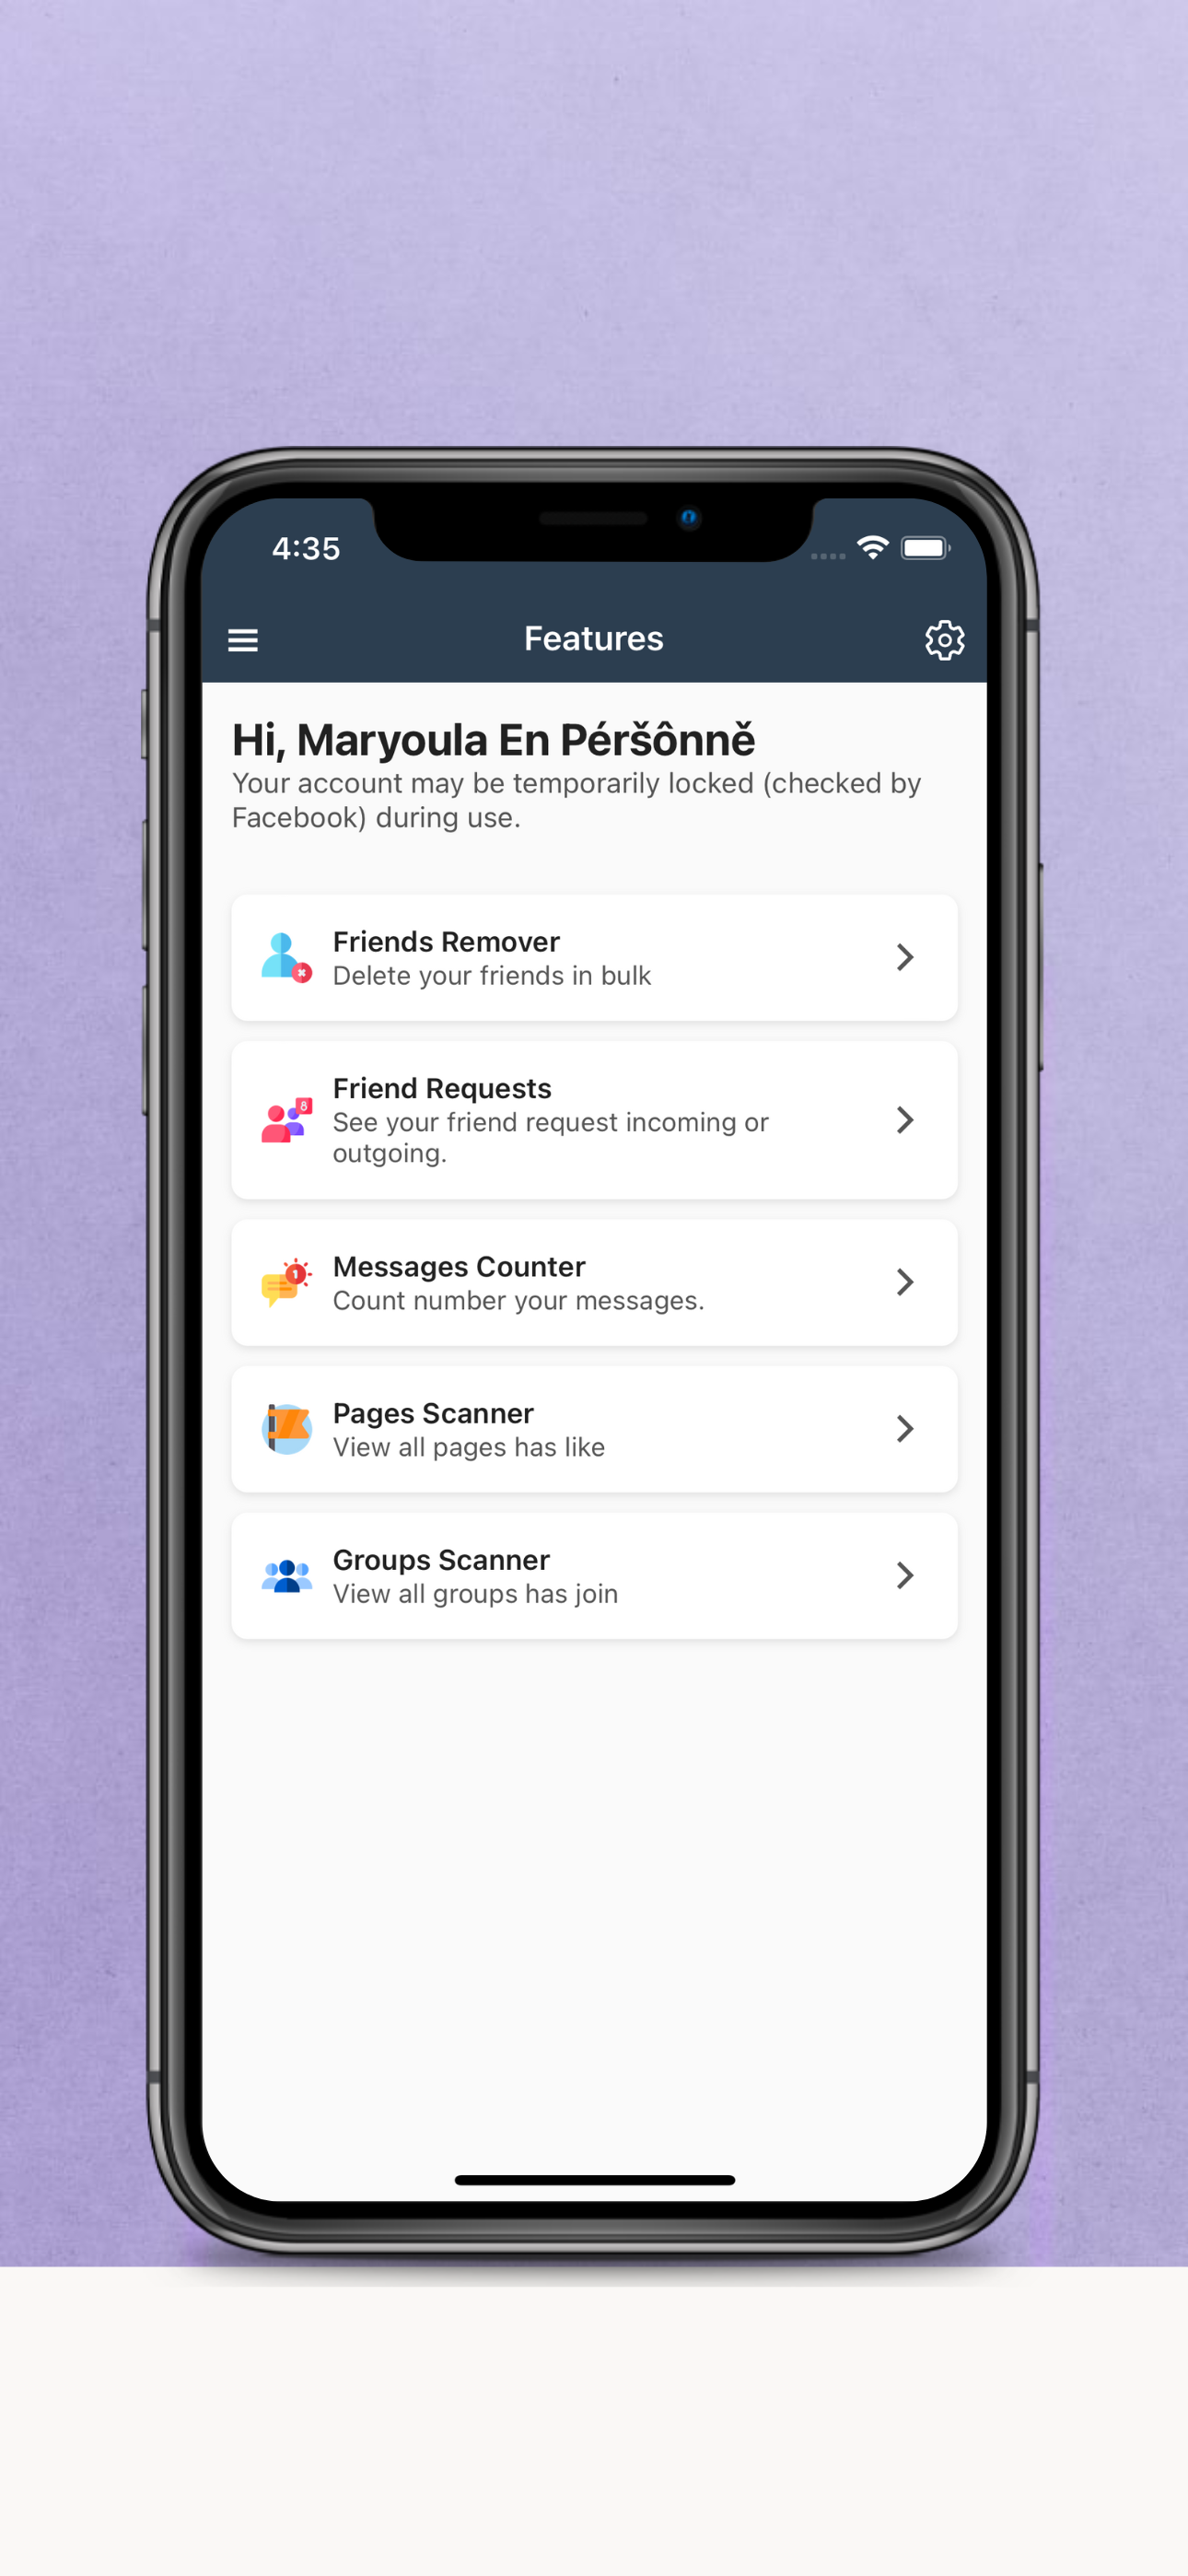 4:35
Features
Hi, Maryoula En Péršônně
Your account may be temporarily locked (checked by
Facebook) during use.
Friends Remover
Delete your friends in bulk
8
Friend Requests
See your friend request incoming or
outgoing.
1
Messages Counter
Count number your messages.
Pages Scanner
View all pages has like
Groups Scanner
View all groups has join